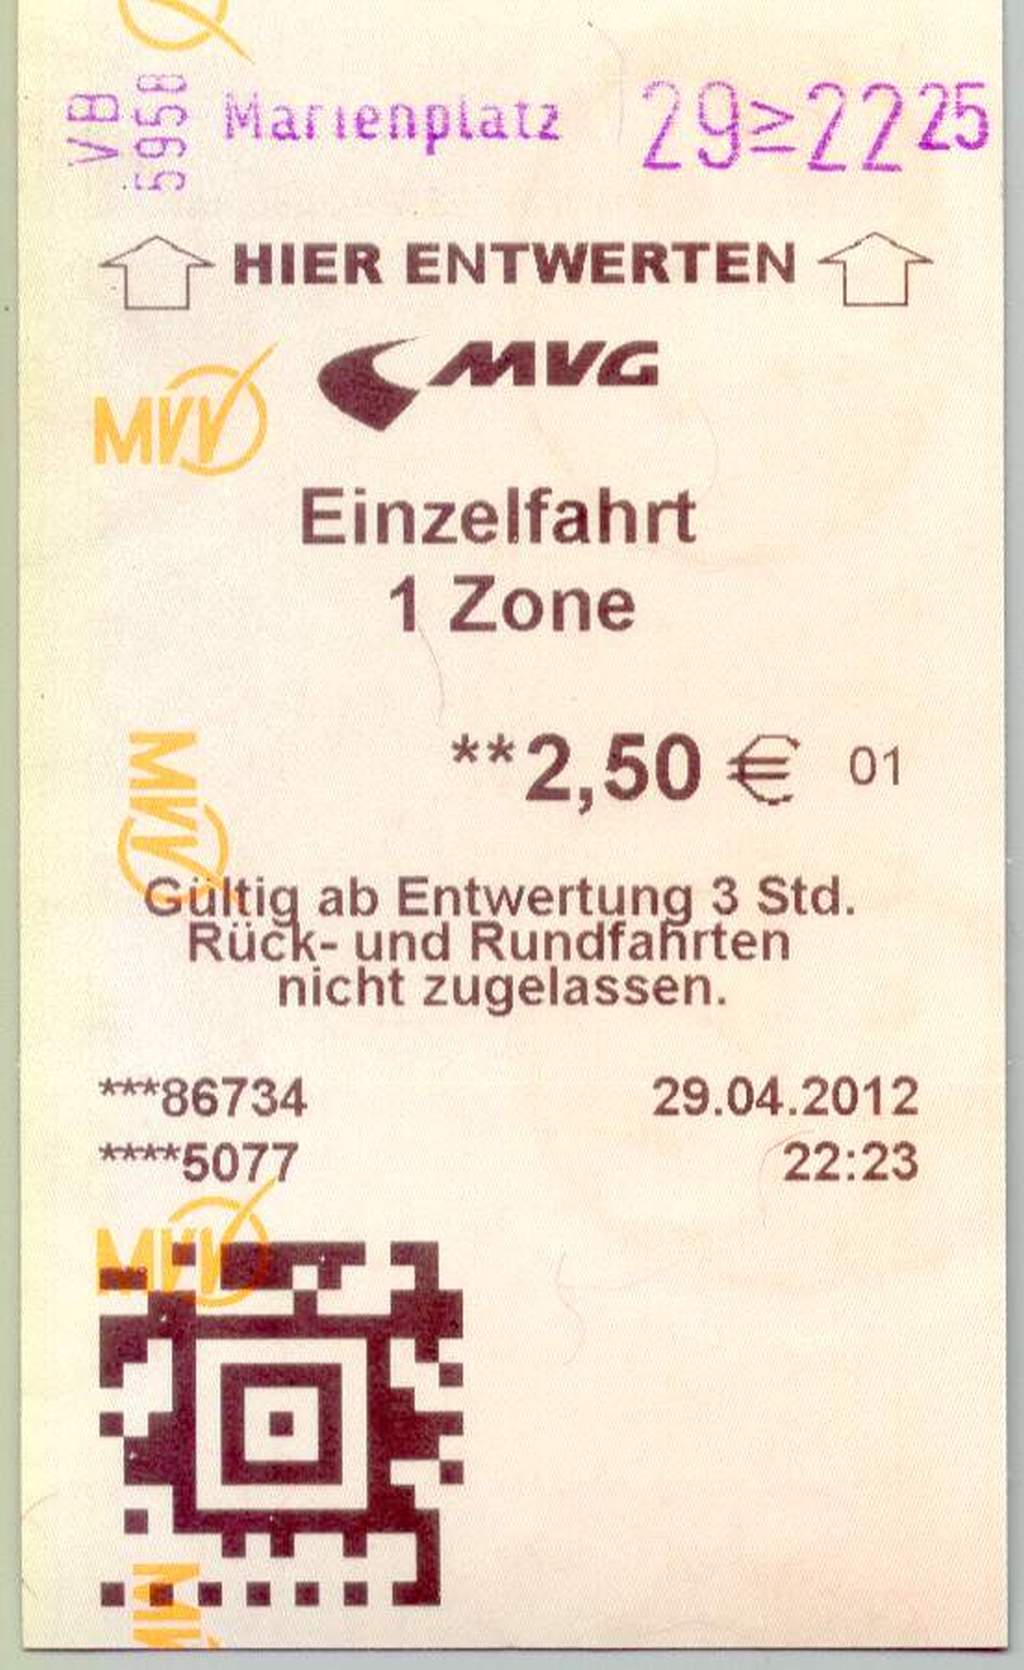 VB
5958
Marienplatz 29≥22 25
HIER ENTWERTEN
MVG
MVV
Einzelfahrt
1 Zone
**2,50 € 01
MVV
Gültig ab Entwertung 3 Std.
Rück- und Rundfahrten
nicht zugelassen.
***86734 29.04.2012
****5077 22:23
MVV